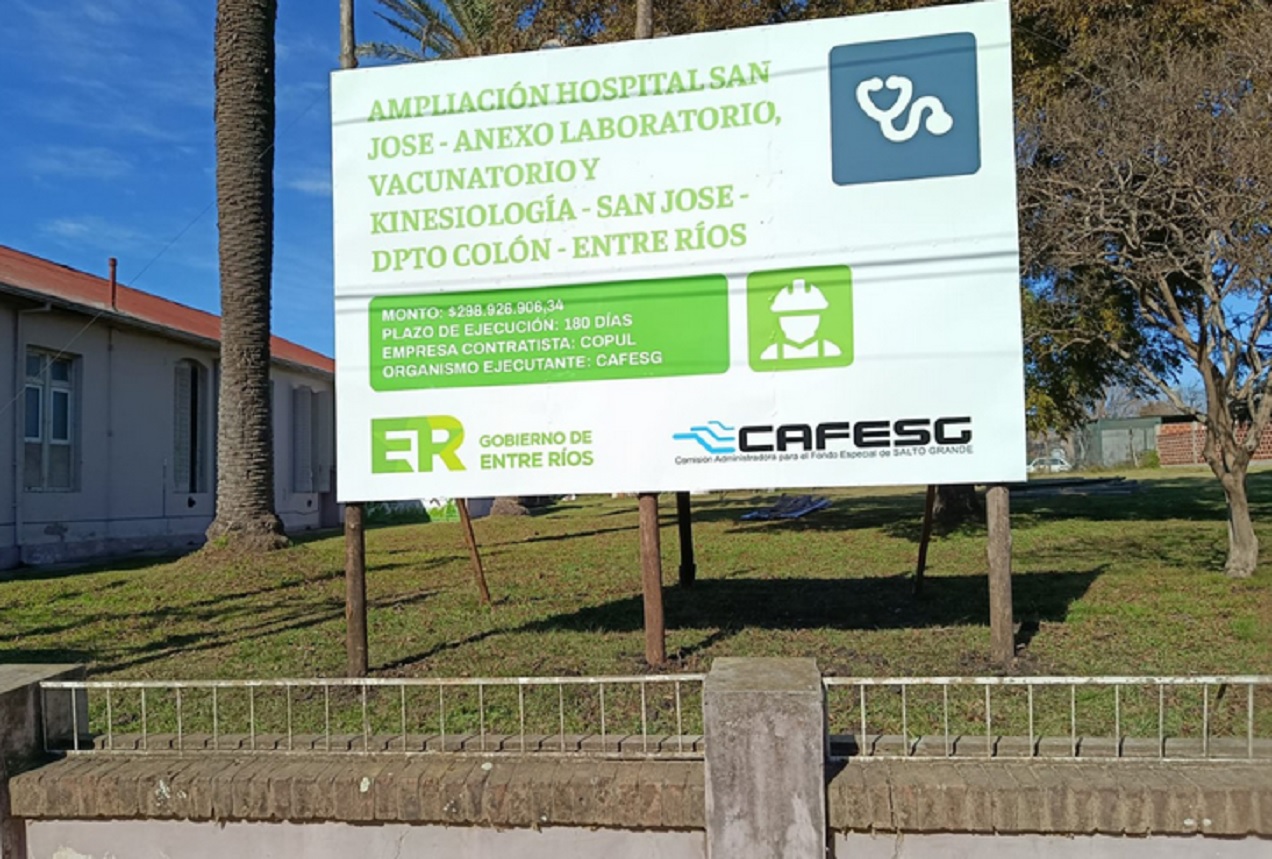 AMPLIACIÓN HOSPITAL SAN
JOSE - ANEXO LABORATORIO,
VACUNATORIO Y
KINESIOLOGÍA - SAN JOSE -
DPTO COLÓN - ENTRE RÍOS
MONTO: $298.926.906,34
PLAZO DE EJECUCIÓN: 180 DÍAS
EMPRESA CONTRATISTA: COPUL
ORGANISMO EJECUTANTE: CAFESG
ER
GOBIERNO DE
ENTRE RÍOS
CAFESG
Comisión Administradora para el Fondo Especial de SALTO GRANDE